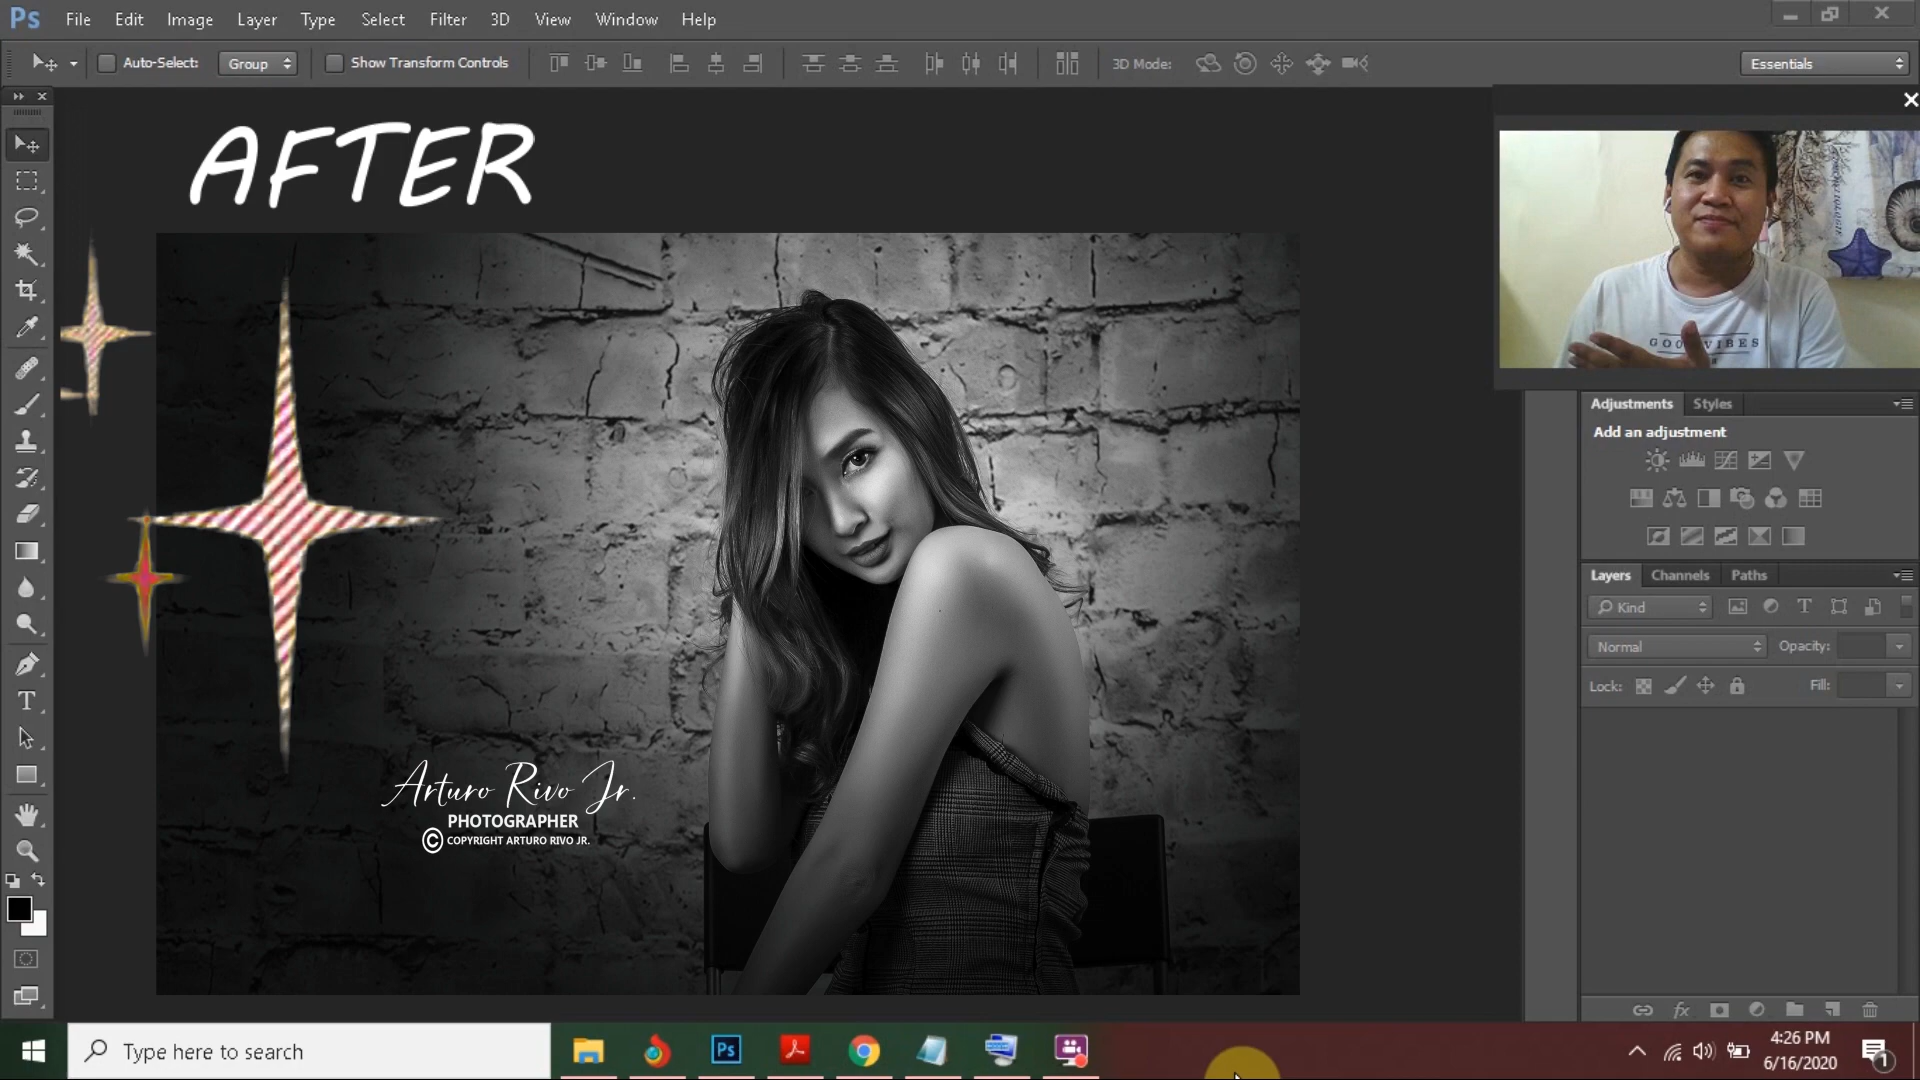 Ps File Edit Image Layer Type Select Filter 3D View Window Help
Auto-Select: Group Show Transform Controls 3D Mode: Essentials
AFTER
GOOD VIBES
Adjustments Styles
Add an adjustment
Layers Channels Paths
Kind
Normal Opacity:
Lock: Fill:
Arturo Rivo Jr.
PHOTOGRAPHER
© COPYRIGHT ARTURO RIVO JR.
Type here to search
Ps
4:26 PM
6/16/2020
1